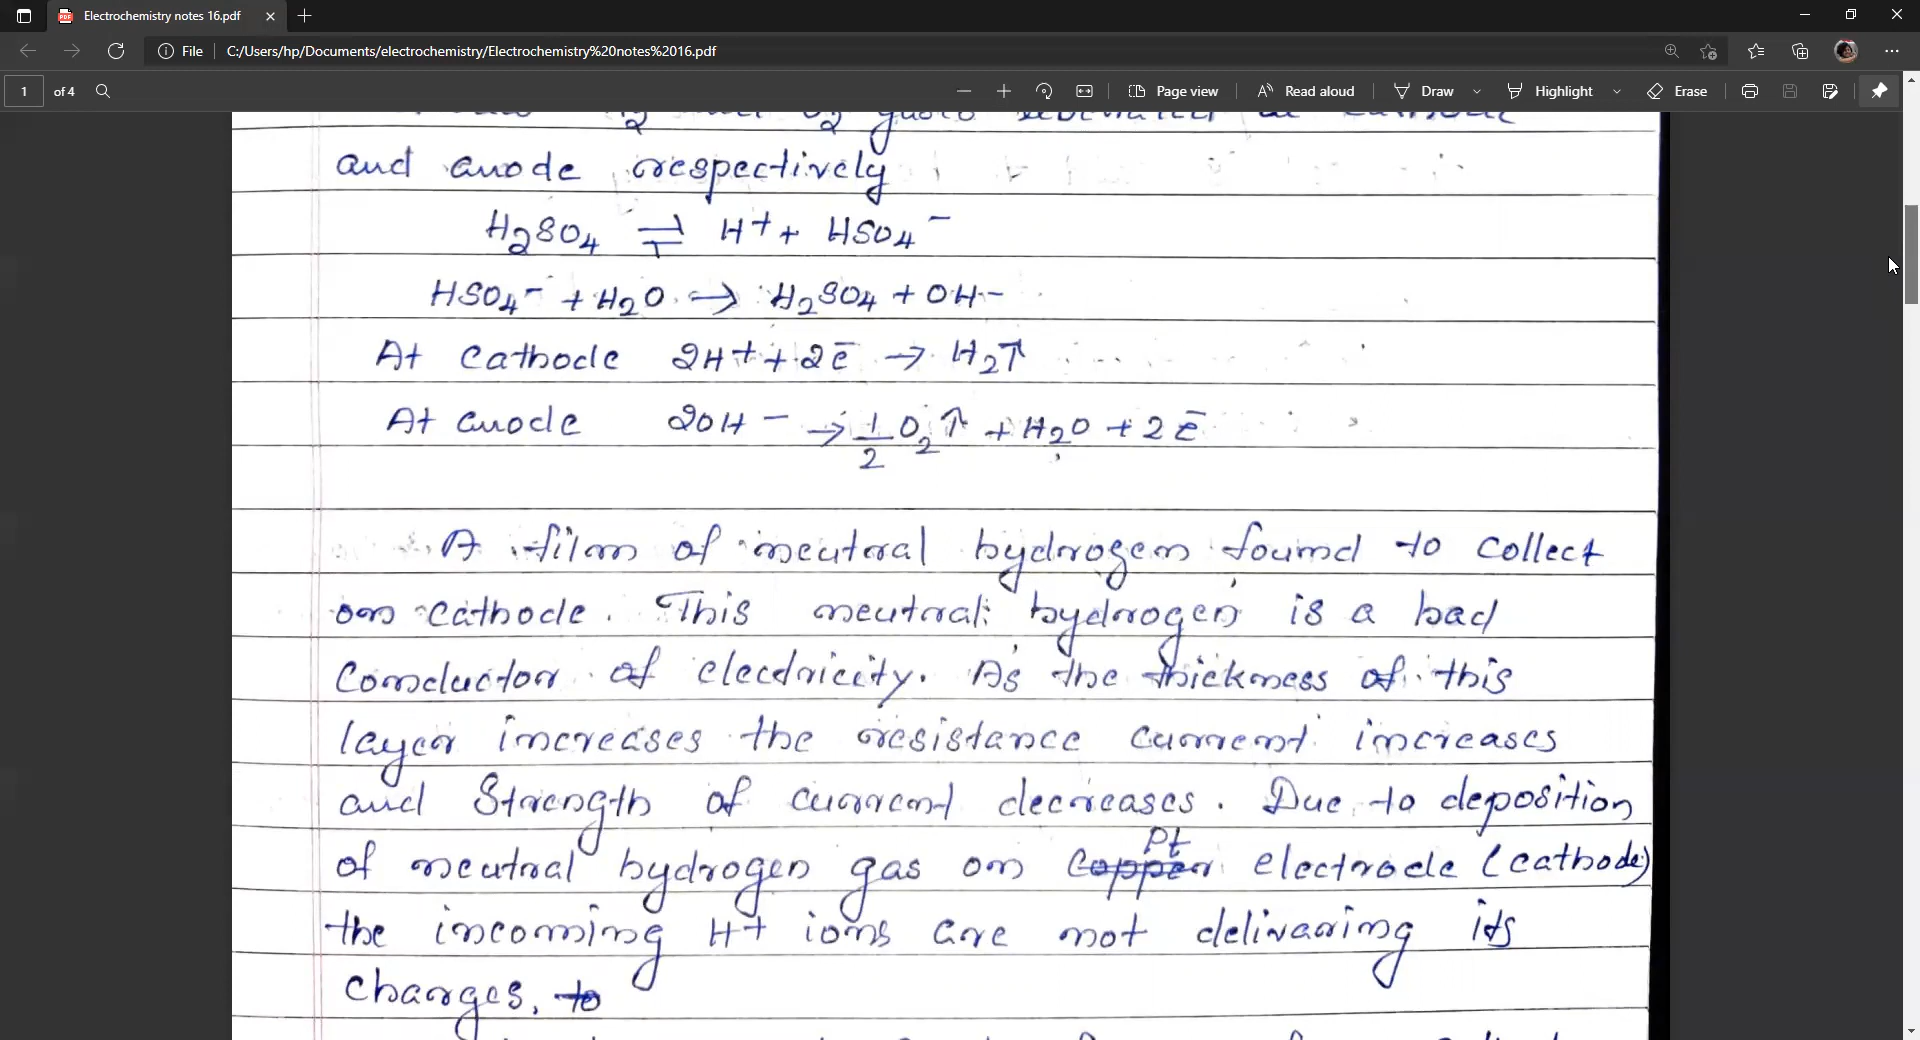 Electrochemistry notes 16.pdf
File C:/Users/hp/Documents/electrochemistry/Electrochemistry%20notes%2016.pdf
1 of 4 Page view Read aloud Draw Highlight Erase
and anode respectively
H₂SO₄ ⇌ H⁺ + HSO₄⁻
HSO₄⁻ + H₂O → H₂SO₄ + OH⁻
At Cathode 2H⁺ + 2e̅ → H₂↑
At anode 2OH⁻ → 1/2 O₂↑ + H₂O + 2e̅
A film of neutral hydrogen found to collect
on cathode. This neutral hydrogen is a bad
Conductor of electricity. As the thickness of this
layer increases the resistance current increases
and Strength of current decreases. Due to deposition
Pt
of neutral hydrogen gas on Copper electrode (cathode)
the incoming H⁺ ions are not delivaring its
charges, to